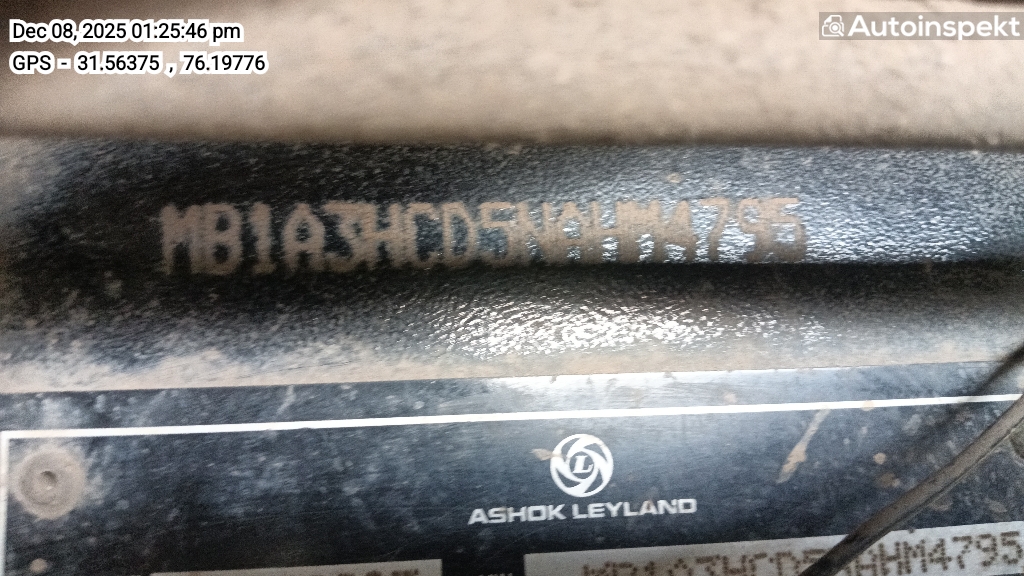 Dec 08, 2025 01:25:46 pm
GPS - 31.56375 , 76.19776
Autoinspekt
MB1A3HCD5NAHM4795
L
ASHOK LEYLAND